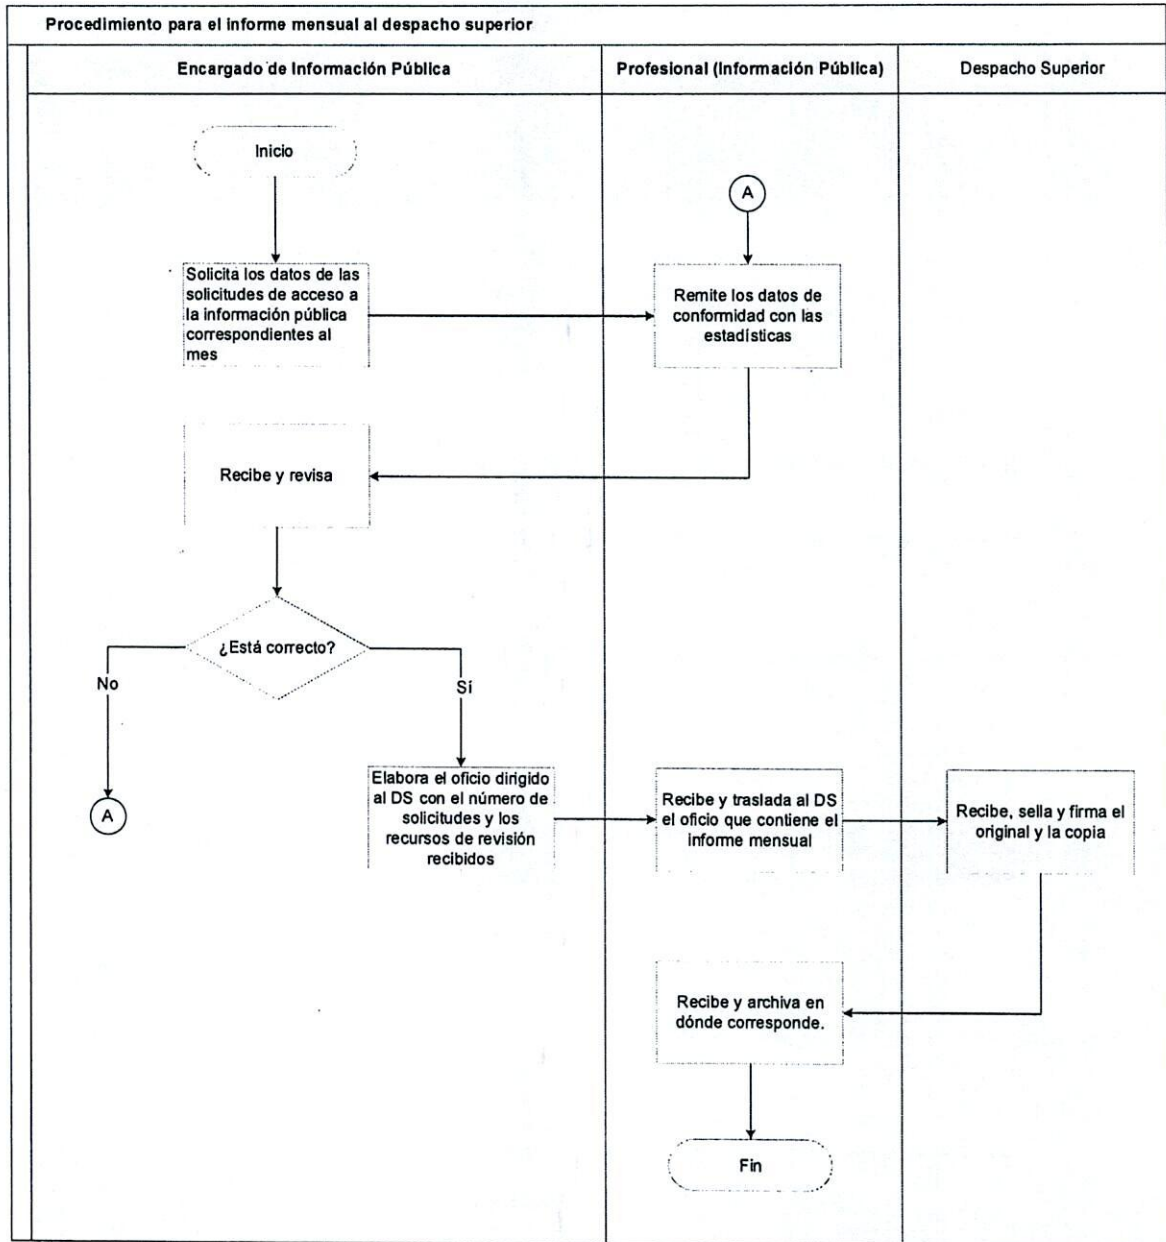 Procedimiento para el informe mensual al despacho superior
Encargado de Información Pública
Profesional (Información Pública)
Despacho Superior
Inicio
A
Solicita los datos de las
solicitudes de acceso a
la información pública
correspondientes al
mes
Remite los datos de
conformidad con las
estadísticas
Recibe y revisa
¿Está correcto?
No
Sí
A
Elabora el oficio dirigido
al DS con el número de
solicitudes y los
recursos de revisión
recibidos
Recibe y traslada al DS
el oficio que contiene el
informe mensual
Recibe, sella y firma el
original y la copia
Recibe y archiva en
dónde corresponde.
Fin